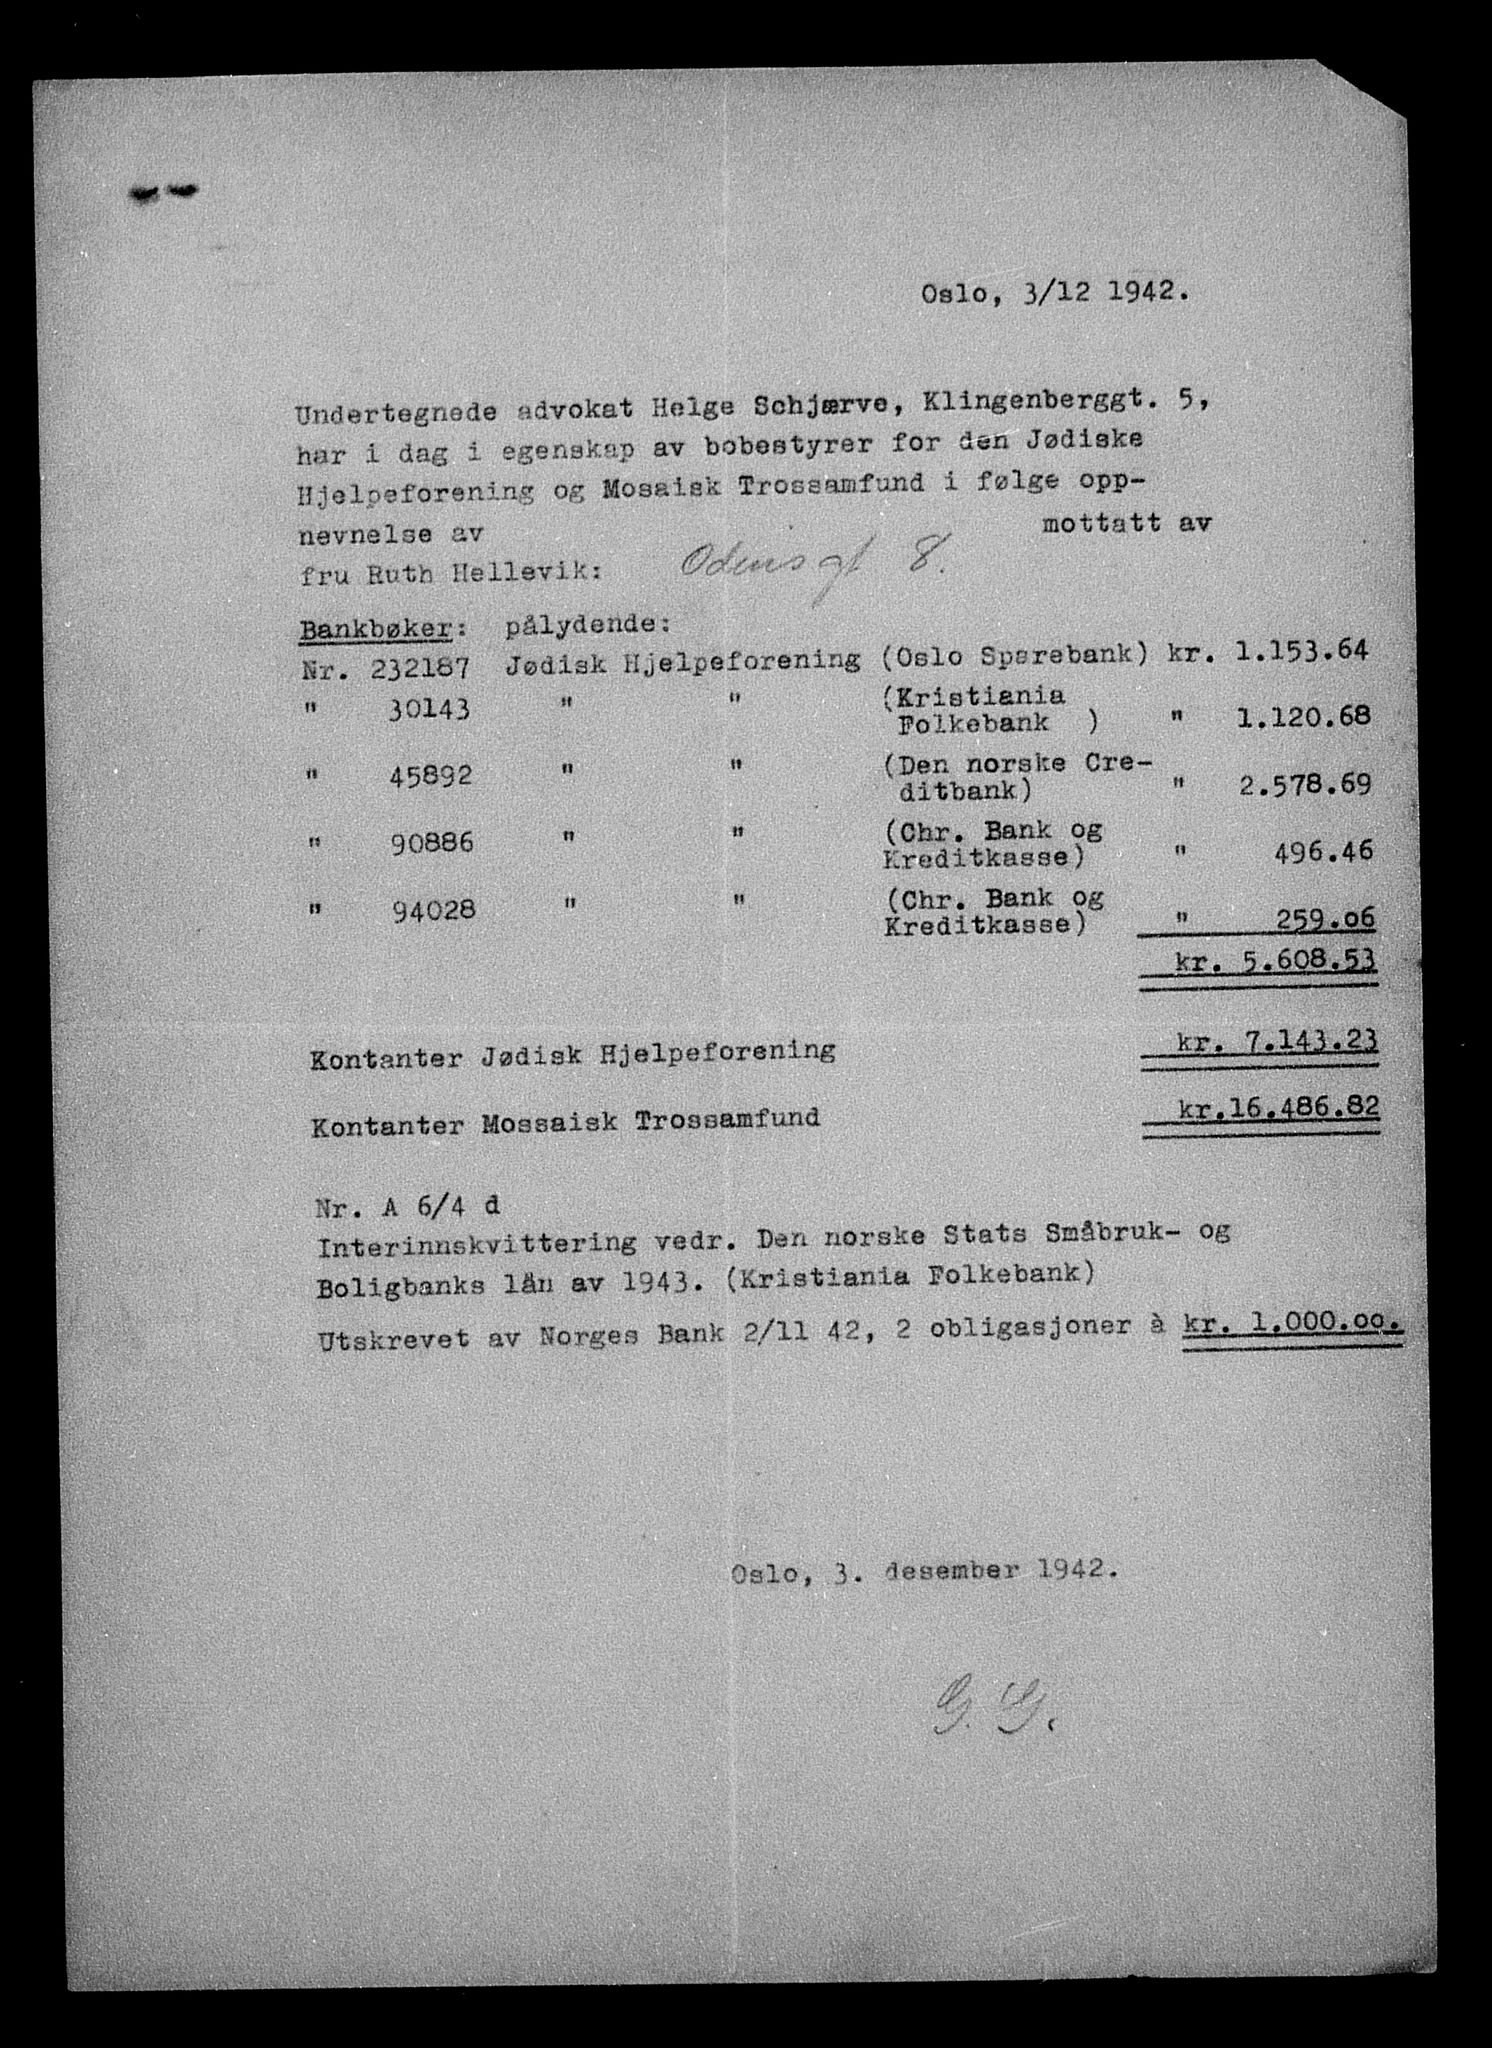 Oslo, 3/12 1942.
Undertegnede advokat Helge Schjærve, Klingenberggt. 5,
har i dag i egenskap av bobestyrer for den Jødiske
Hjelpeforening og Mosaisk Trossamfund i følge opp-
nevnelse av mottatt av
fru Ruth Hellevik: Odens gt 8.
Bankbøker: pålydende:
Nr. 232187 Jødisk Hjelpeforening (Oslo Sparebank) kr. 1.153.64
" 30143 " " (Kristiania
Folkebank ) " 1.120.68
" 45892 " " (Den norske Cre-
ditbank) " 2.578.69
" 90886 " " (Chr. Bank og
Kreditkasse) " 496.46
" 94028 " " (Chr. Bank og
Kreditkasse) " 259.06
kr. 5.608.53
Kontanter Jødisk Hjelpeforening kr. 7.143.23
Kontanter Mossaisk Trossamfund kr.16.486.82
Nr. A 6/4 d
Interinnskvittering vedr. Den norske Stats Småbruk- og
Boligbanks lån av 1943. (Kristiania Folkebank)
Utskrevet av Norges Bank 2/11 42, 2 obligasjoner à kr. 1.000.oo.
Oslo, 3. desember 1942.
G. G.